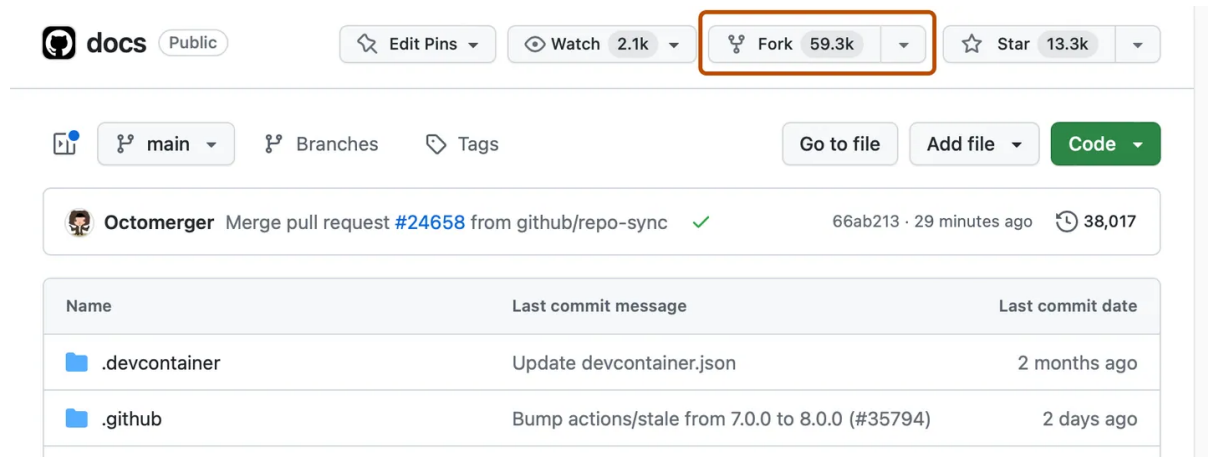 docs Public Edit Pins Watch 2.1k Fork 59.3k Star 13.3k
main Branches Tags Go to file Add file Code
Octomerger Merge pull request #24658 from github/repo-sync 66ab213 · 29 minutes ago 38,017
Name Last commit message Last commit date
.devcontainer Update devcontainer.json 2 months ago
.github Bump actions/stale from 7.0.0 to 8.0.0 (#35794) 2 days ago